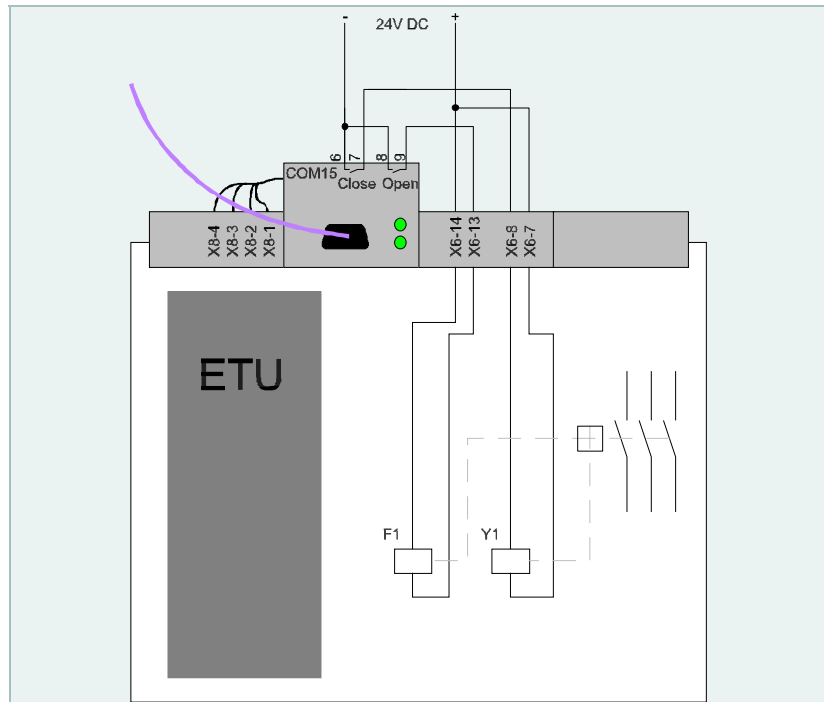 - +
24V DC
6 7 8 9
COM15
Close Open
X8-4 X8-3 X8-2 X8-1 X6-14 X6-13 X6-8 X6-7
ETU
F1 Y1